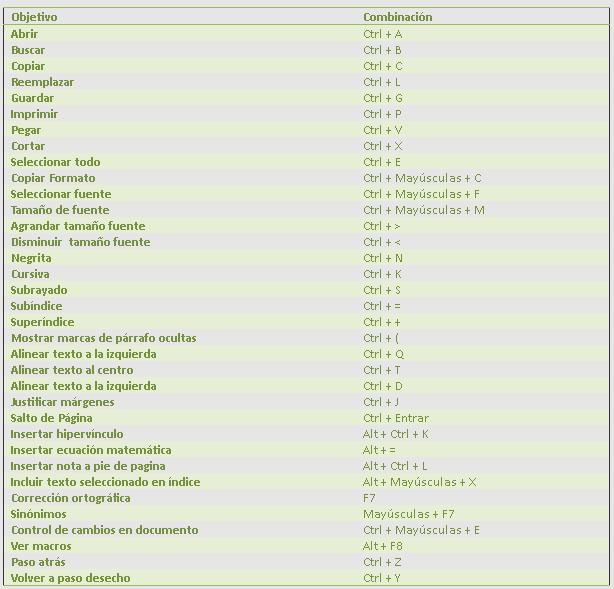 Objetivo Combinación
Abrir Ctrl + A
Buscar Ctrl + B
Copiar Ctrl + C
Reemplazar Ctrl + L
Guardar Ctrl + G
Imprimir Ctrl + P
Pegar Ctrl + V
Cortar Ctrl + X
Seleccionar todo Ctrl + E
Copiar Formato Ctrl + Mayúsculas + C
Seleccionar fuente Ctrl + Mayúsculas + F
Tamaño de fuente Ctrl + Mayúsculas + M
Agrandar tamaño fuente Ctrl + >
Disminuir tamaño fuente Ctrl + <
Negrita Ctrl + N
Cursiva Ctrl + K
Subrayado Ctrl + S
Subíndice Ctrl + =
Superíndice Ctrl + +
Mostrar marcas de párrafo ocultas Ctrl + (
Alinear texto a la izquierda Ctrl + Q
Alinear texto al centro Ctrl + T
Alinear texto a la izquierda Ctrl + D
Justificar márgenes Ctrl + J
Salto de Página Ctrl + Entrar
Insertar hipervínculo Alt + Ctrl + K
Insertar ecuación matemática Alt + =
Insertar nota a pie de pagina Alt + Ctrl + L
Incluir texto seleccionado en índice Alt + Mayúsculas + X
Corrección ortográfica F7
Sinónimos Mayúsculas + F7
Control de cambios en documento Ctrl + Mayúsculas + E
Ver macros Alt + F8
Paso atrás Ctrl + Z
Volver a paso desecho Ctrl + Y